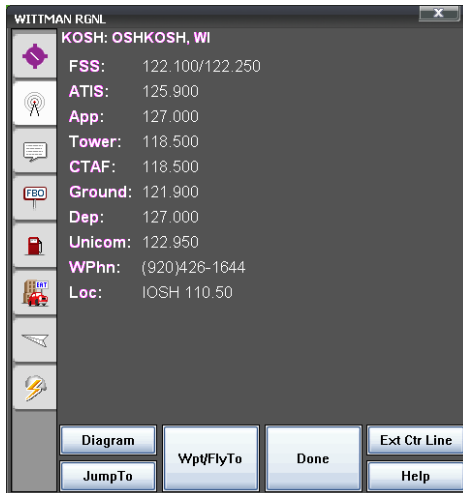 WITTMAN RGNL
X
KOSH: OSHKOSH, WI
FSS: 122.100/122.250
ATIS: 125.900
App: 127.000
Tower: 118.500
CTAF: 118.500
FBO
Ground: 121.900
Dep: 127.000
Unicom: 122.950
WPhn: (920)426-1644
Loc: IOSH 110.50
Diagram
Wpt/FlyTo
Done
Ext Ctr Line
JumpTo
Help